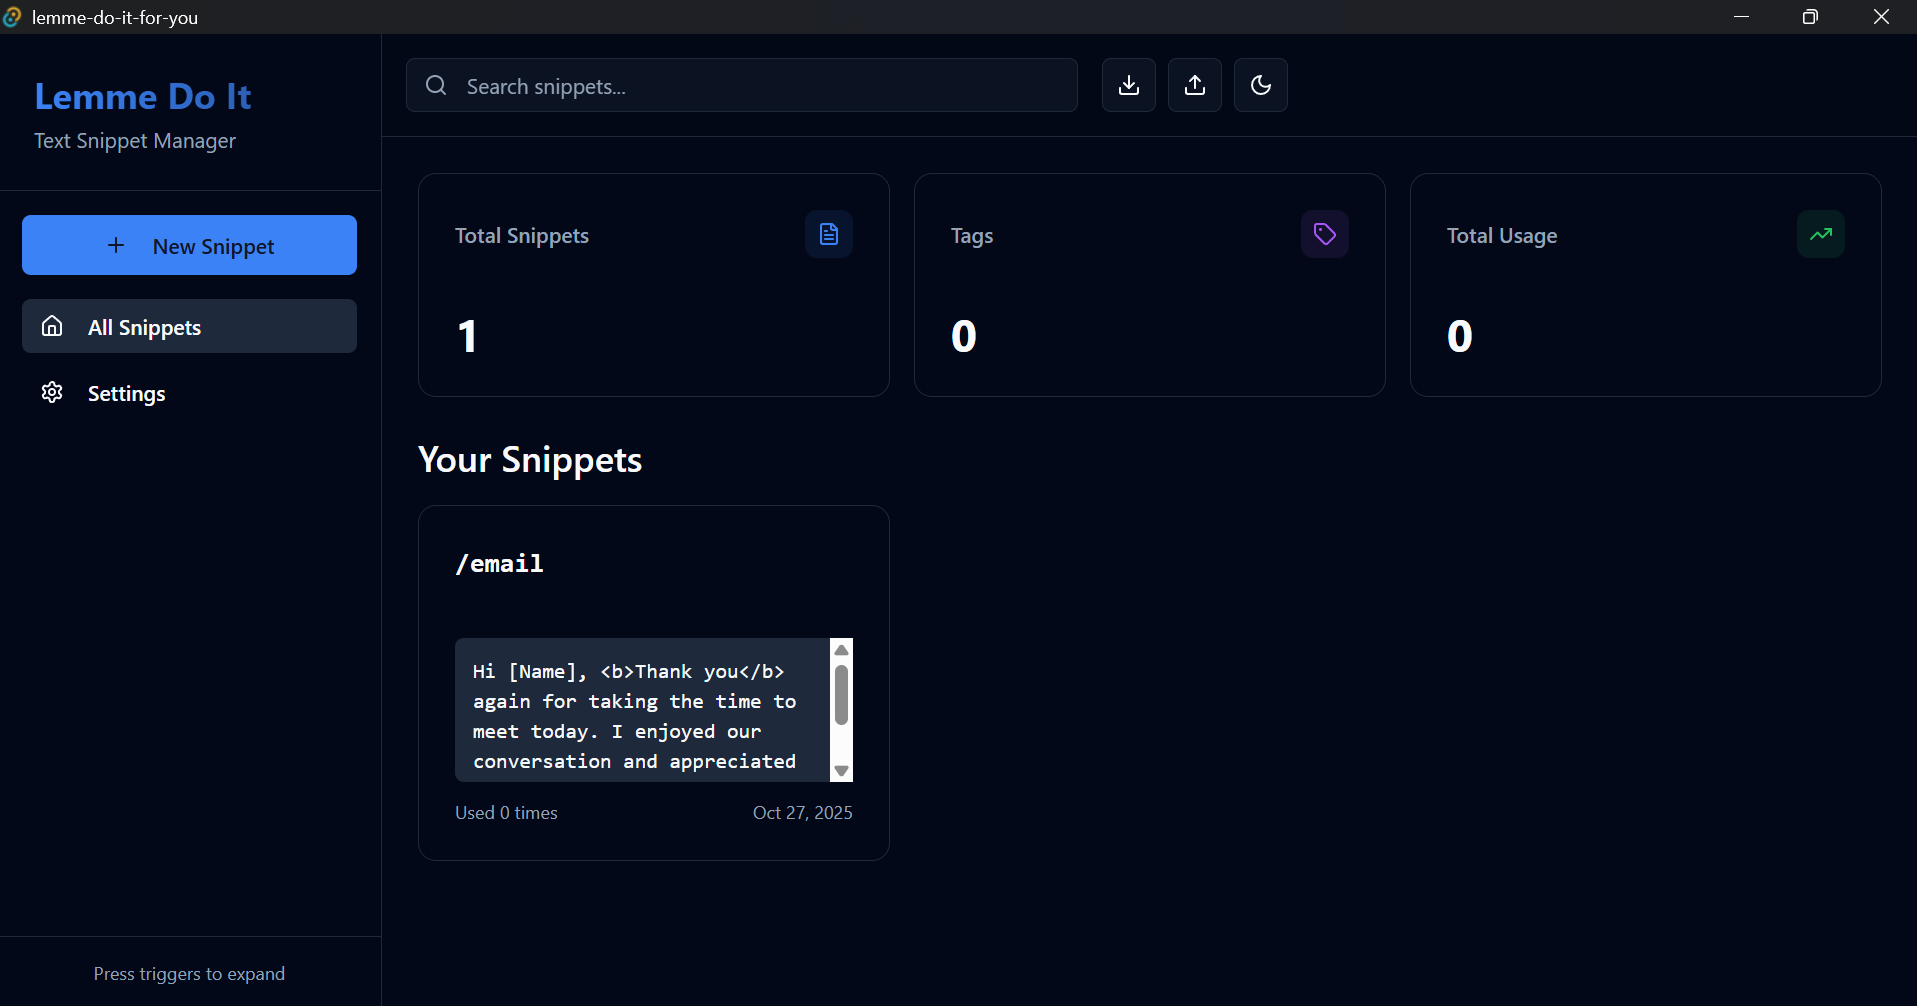 lemme-do-it-for-you
Lemme Do It
Text Snippet Manager
New Snippet
All Snippets
Settings
Press triggers to expand
Search snippets...
Total Snippets
1
Tags
0
Total Usage
0
Your Snippets
/email
Hi [Name], <b>Thank you</b>
again for taking the time to
meet today. I enjoyed our
conversation and appreciated
Used 0 times
Oct 27, 2025